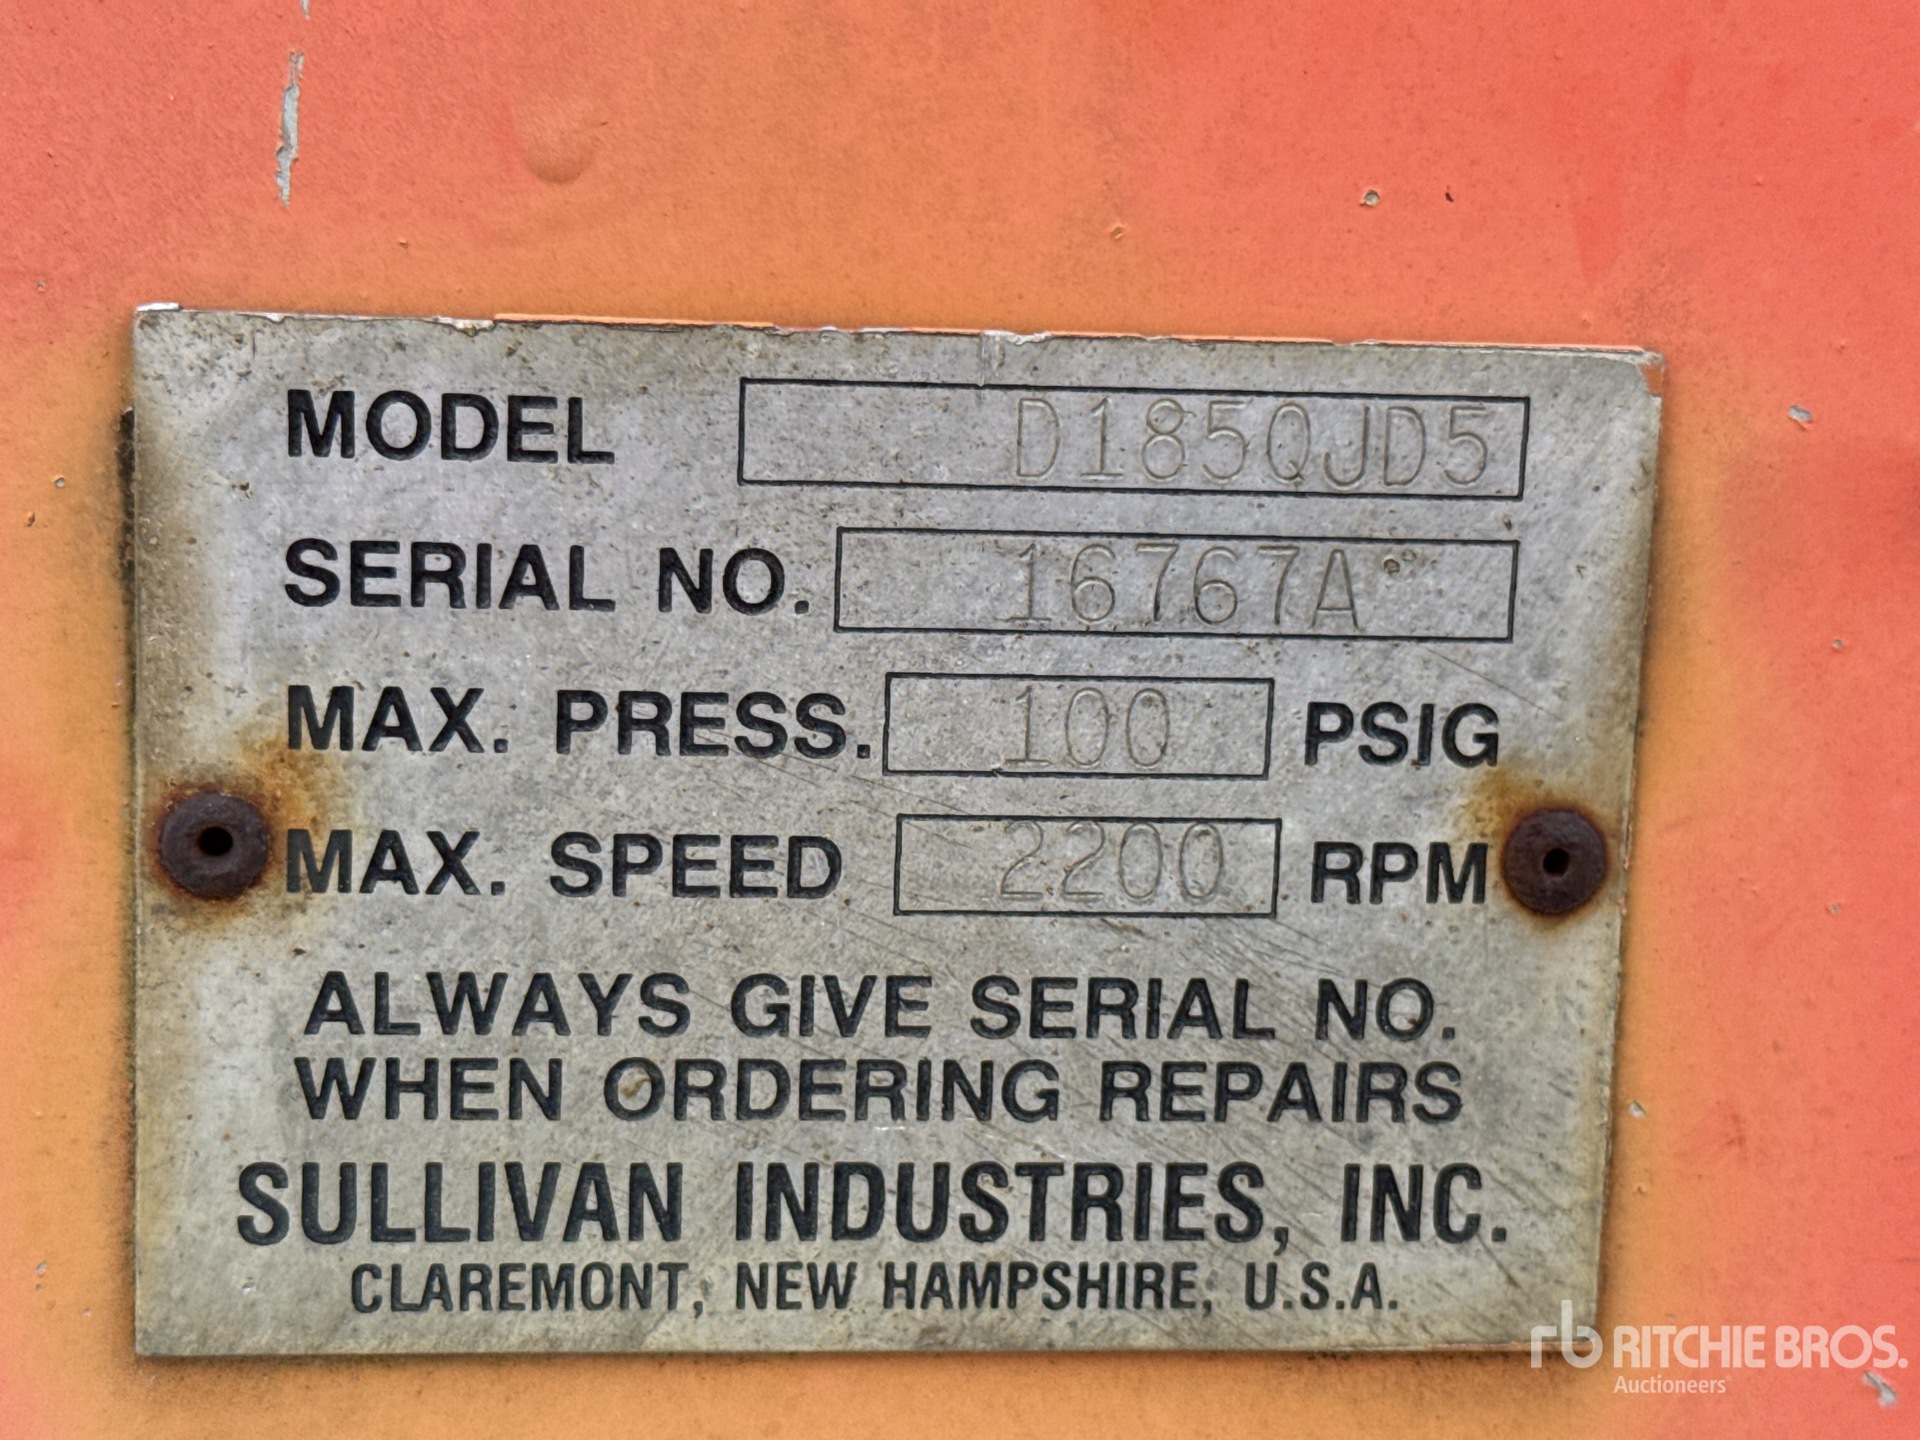 MODEL D185QJD5
SERIAL NO. 16767A
MAX. PRESS. 100 PSIG
MAX. SPEED 2200 RPM
ALWAYS GIVE SERIAL NO.
WHEN ORDERING REPAIRS
SULLIVAN INDUSTRIES, INC.
CLAREMONT, NEW HAMPSHIRE, U.S.A.
rb RITCHIE BROS.
Auctioneers